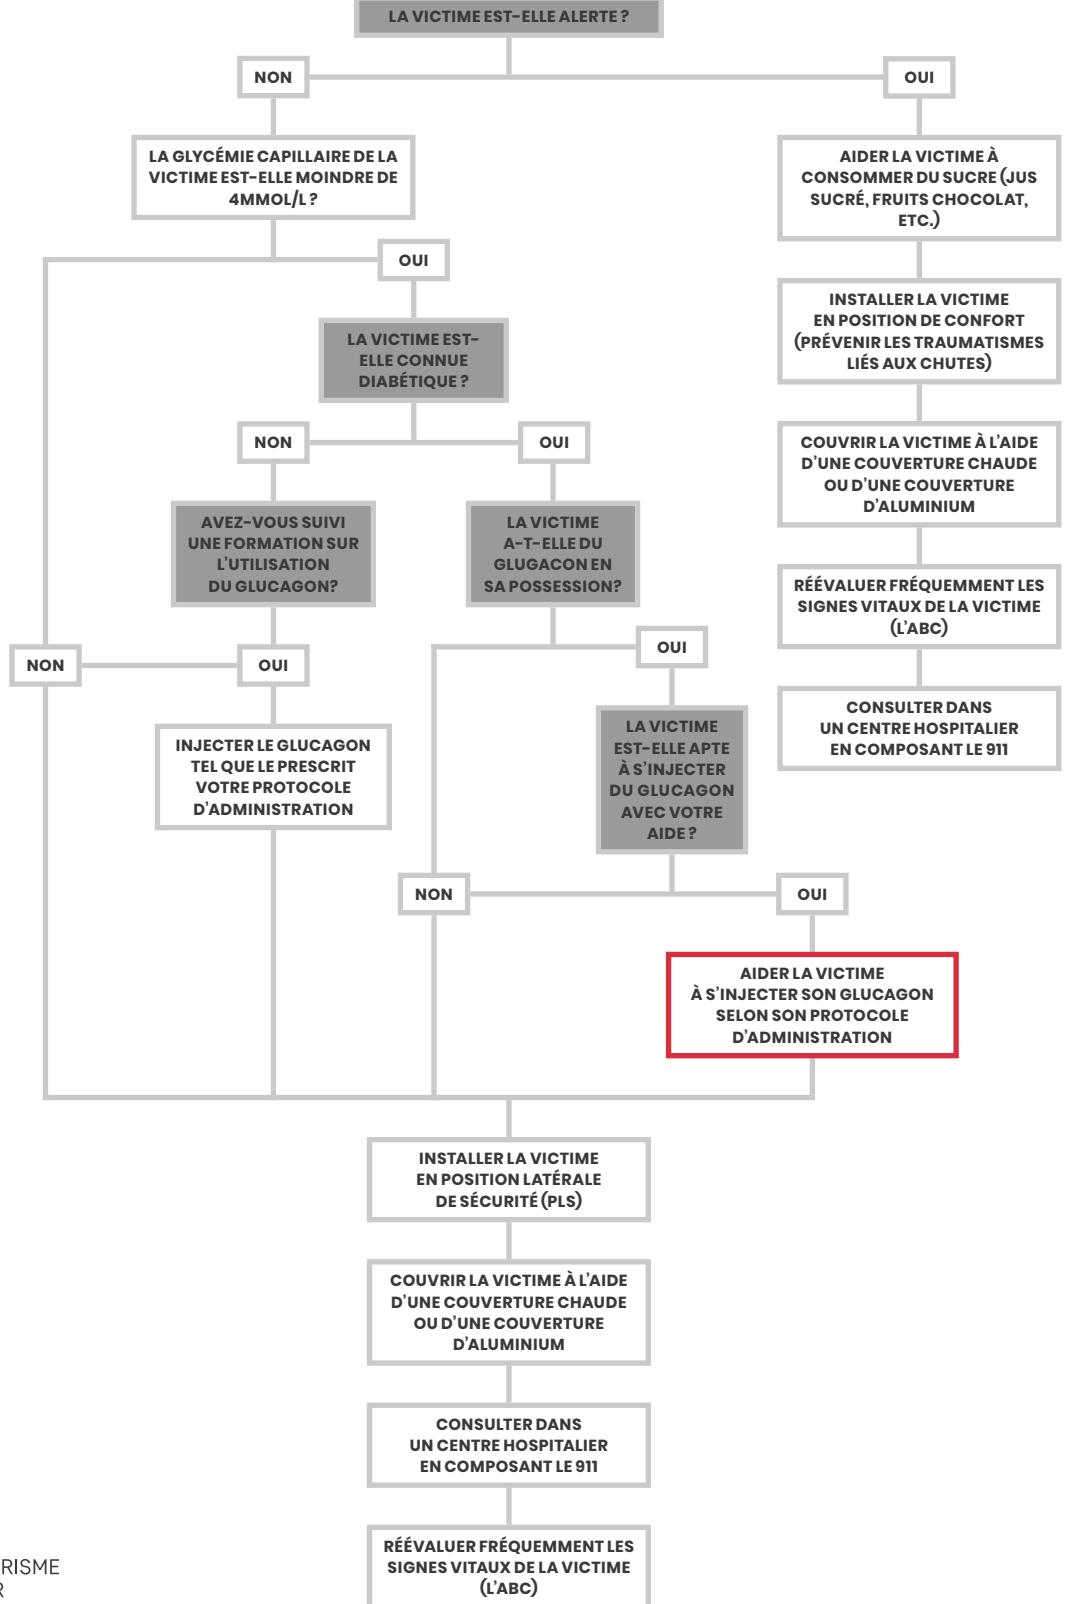 LA VICTIME EST-ELLE ALERTE ?
NON
OUI
LA GLYCÉMIE CAPILLAIRE DE LA
VICTIME EST-ELLE MOINDRE DE
4MMOL/L ?
AIDER LA VICTIME À
CONSOMMER DU SUCRE (JUS
SUCRÉ, FRUITS CHOCOLAT,
ETC.)
OUI
INSTALLER LA VICTIME
EN POSITION DE CONFORT
(PRÉVENIR LES TRAUMATISMES
LIÉS AUX CHUTES)
LA VICTIME EST-
ELLE CONNUE
DIABÉTIQUE ?
NON
OUI
COUVRIR LA VICTIME À L'AIDE
D'UNE COUVERTURE CHAUDE
OU D'UNE COUVERTURE
D'ALUMINIUM
AVEZ-VOUS SUIVI
UNE FORMATION SUR
L'UTILISATION
DU GLUCAGON?
LA VICTIME
A-T-ELLE DU
GLUGACON EN
SA POSSESSION?
RÉÉVALUER FRÉQUEMMENT LES
SIGNES VITAUX DE LA VICTIME
(L'ABC)
NON
OUI
OUI
CONSULTER DANS
UN CENTRE HOSPITALIER
EN COMPOSANT LE 911
INJECTER LE GLUCAGON
TEL QUE LE PRESCRIT
VOTRE PROTOCOLE
D'ADMINISTRATION
LA VICTIME
EST-ELLE APTE
À S'INJECTER
DU GLUCAGON
AVEC VOTRE
AIDE ?
NON
OUI
AIDER LA VICTIME
À S'INJECTER SON GLUCAGON
SELON SON PROTOCOLE
D'ADMINISTRATION
INSTALLER LA VICTIME
EN POSITION LATÉRALE
DE SÉCURITÉ (PLS)
COUVRIR LA VICTIME À L'AIDE
D'UNE COUVERTURE CHAUDE
OU D'UNE COUVERTURE
D'ALUMINIUM
CONSULTER DANS
UN CENTRE HOSPITALIER
EN COMPOSANT LE 911
RÉÉVALUER FRÉQUEMMENT LES
SIGNES VITAUX DE LA VICTIME
(L'ABC)
RISME
R